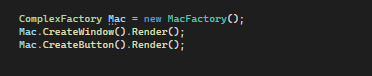 ComplexFactory Mac = new MacFactory();
Mac.CreateWindow().Render();
Mac.CreateButton().Render();